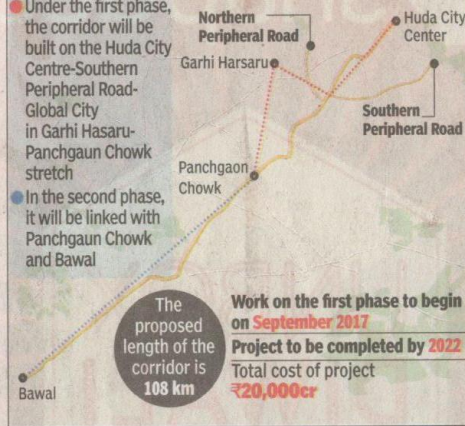 Under the first phase,
the corridor will be
built on the Huda City
Centre-Southern
Peripheral Road-
Global City
in Garhi Hasaru-
Panchgaun Chowk
stretch
In the second phase,
it will be linked with
Panchgaun Chowk
and Bawal
Northern
Peripheral Road
Huda City
Center
Garhi Harsaru
Southern
Peripheral Road
Panchgaon
Chowk
Bawal
The
proposed
length of the
corridor is
108 km
Work on the first phase to begin
on September 2017
Project to be completed by 2022
Total cost of project
₹20,000cr